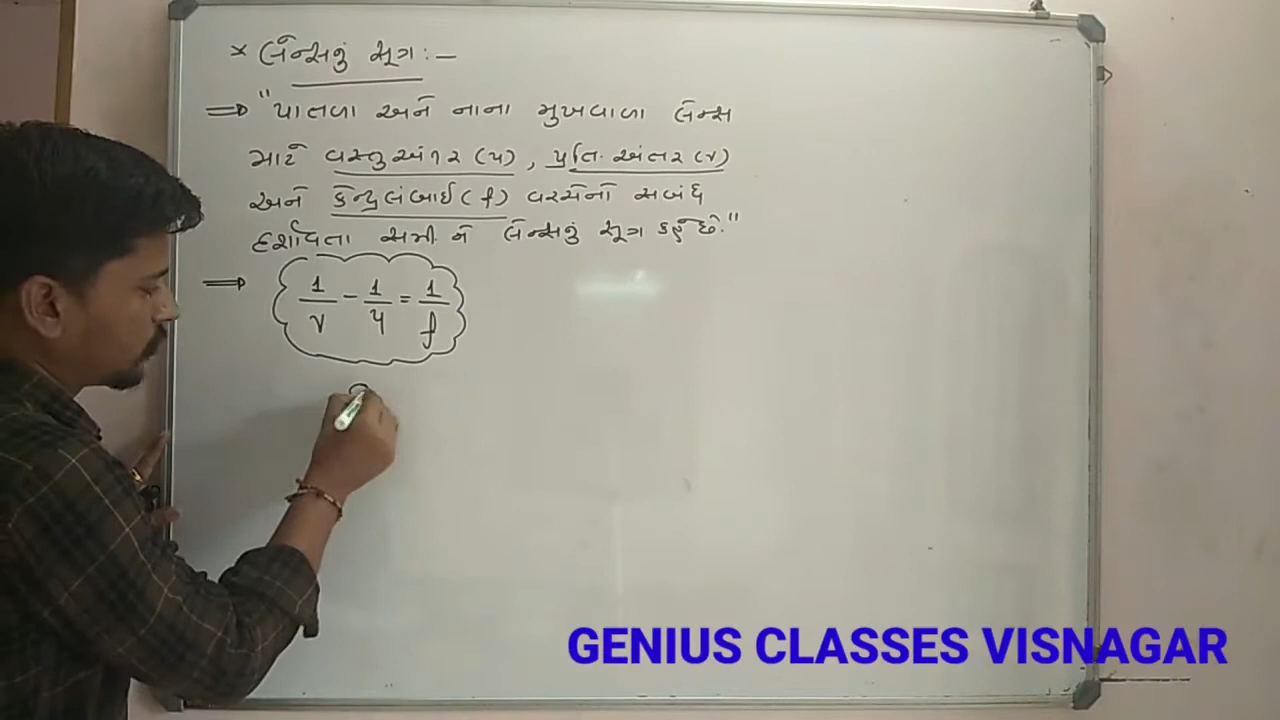 * લેન્સનું સૂત્ર :-
⇒ "પાતળા અને નાના મુખવાળા લેન્સ
માટે વસ્તુઅંતર (u), પ્રતિ.અંતર (v)
અને કેન્દ્રલંબાઈ (f) વચ્ચેનો સબંધ
દર્શાવતા સમી.ને લેન્સનું સૂત્ર કહે છે."
⇒ 1/v - 1/u = 1/f
GENIUS CLASSES VISNAGAR